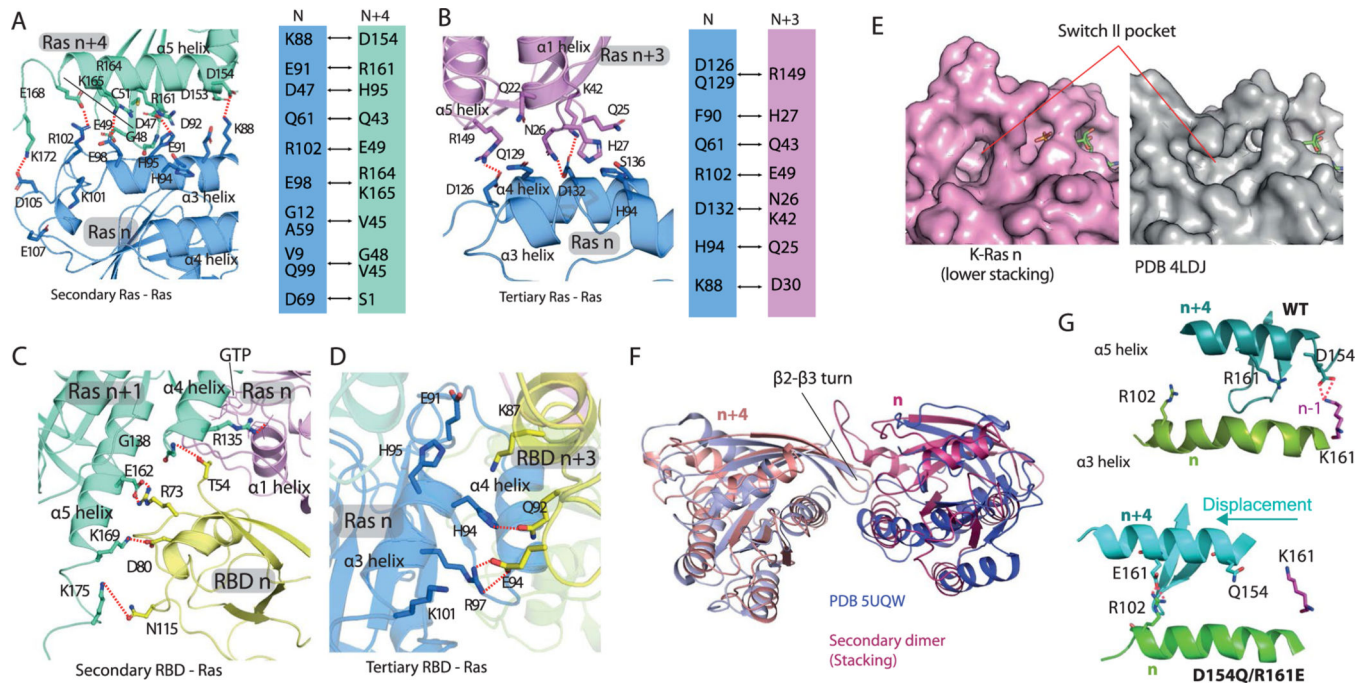 A
Ras n+4
α5 helix
R164
D154
K165
C51
R161
D153
E168
D47
D92
R102
E49
G48
K88
K172
E98
H95
E91
H94
D105
K101
α3 helix
Ras n
E107
α4 helix
Secondary Ras - Ras
N
N+4
K88
D154
E91
R161
D47
H95
Q61
Q43
R102
E49
E98
R164
K165
G12
A59
V45
V9
Q99
G48
V45
D69
S1
B
α1 helix
Ras n+3
Q22
K42
α5 helix
Q25
R149
N26
H27
Q129
S136
D126
α4 helix
D132
H94
Ras n
α3 helix
Tertiary Ras - Ras
N
N+3
D126
Q129
R149
F90
H27
Q61
Q43
R102
E49
D132
N26
K42
H94
Q25
K88
D30
E
Switch II pocket
K-Ras n
(lower stacking)
PDB 4LDJ
C
GTP
Ras n+1
α4 helix
Ras n
G138
R135
E162
R73
T54
α1 helix
α5 helix
K169
D80
RBD n
K175
N115
Secondary RBD - Ras
D
E91
K87
H95
RBD n+3
α4 helix
Ras n
Q92
H94
α3 helix
E94
K101
R97
Tertiary RBD - Ras
F
β2-β3 turn
n+4
n
PDB 5UQW
Secondary dimer
(Stacking)
G
n+4
WT
α5 helix
D154
R161
R102
n-1
α3 helix
n
K161
Displacement
n+4
K161
E161
Q154
R102
n
D154Q/R161E